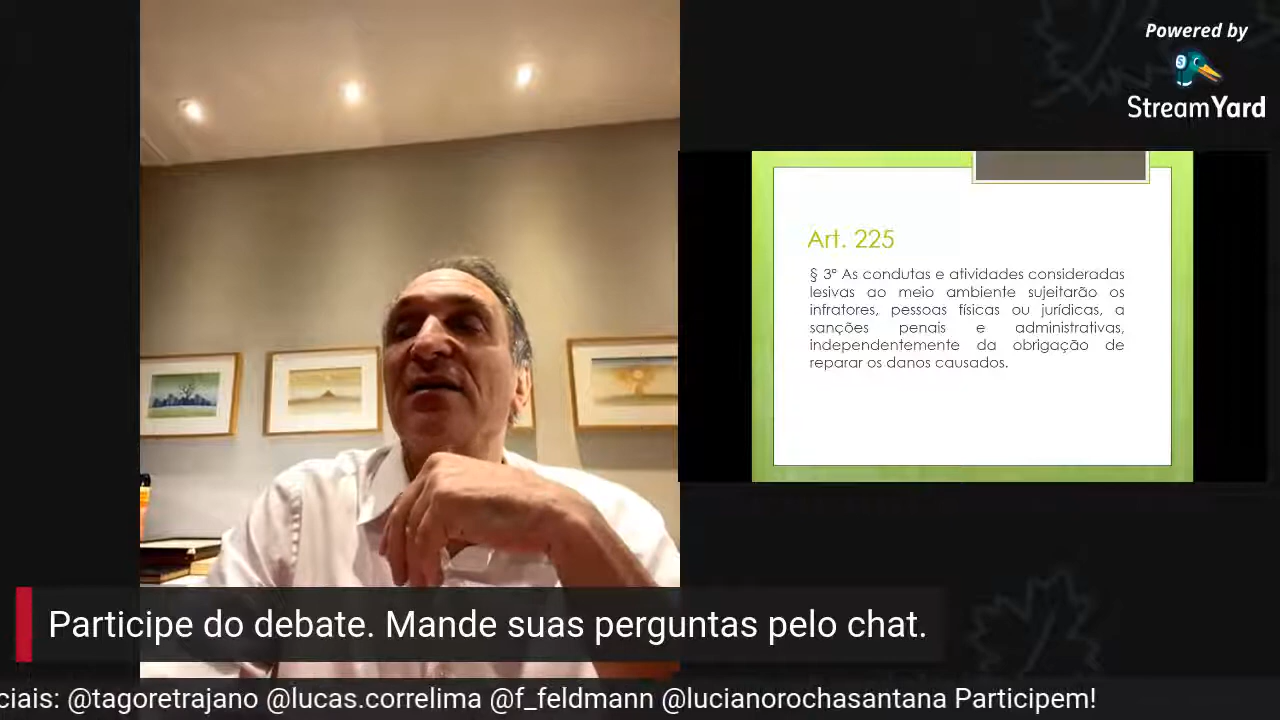 Powered by
StreamYard
Art. 225
§ 3º As condutas e atividades consideradas
lesivas ao meio ambiente sujeitarão os
infratores, pessoas físicas ou jurídicas, a
sanções penais e administrativas,
independentemente da obrigação de
reparar os danos causados.
Participe do debate. Mande suas perguntas pelo chat.
ciais: @tagoretrajano @lucas.correlima @f_feldmann @lucianorochasantana Participem!